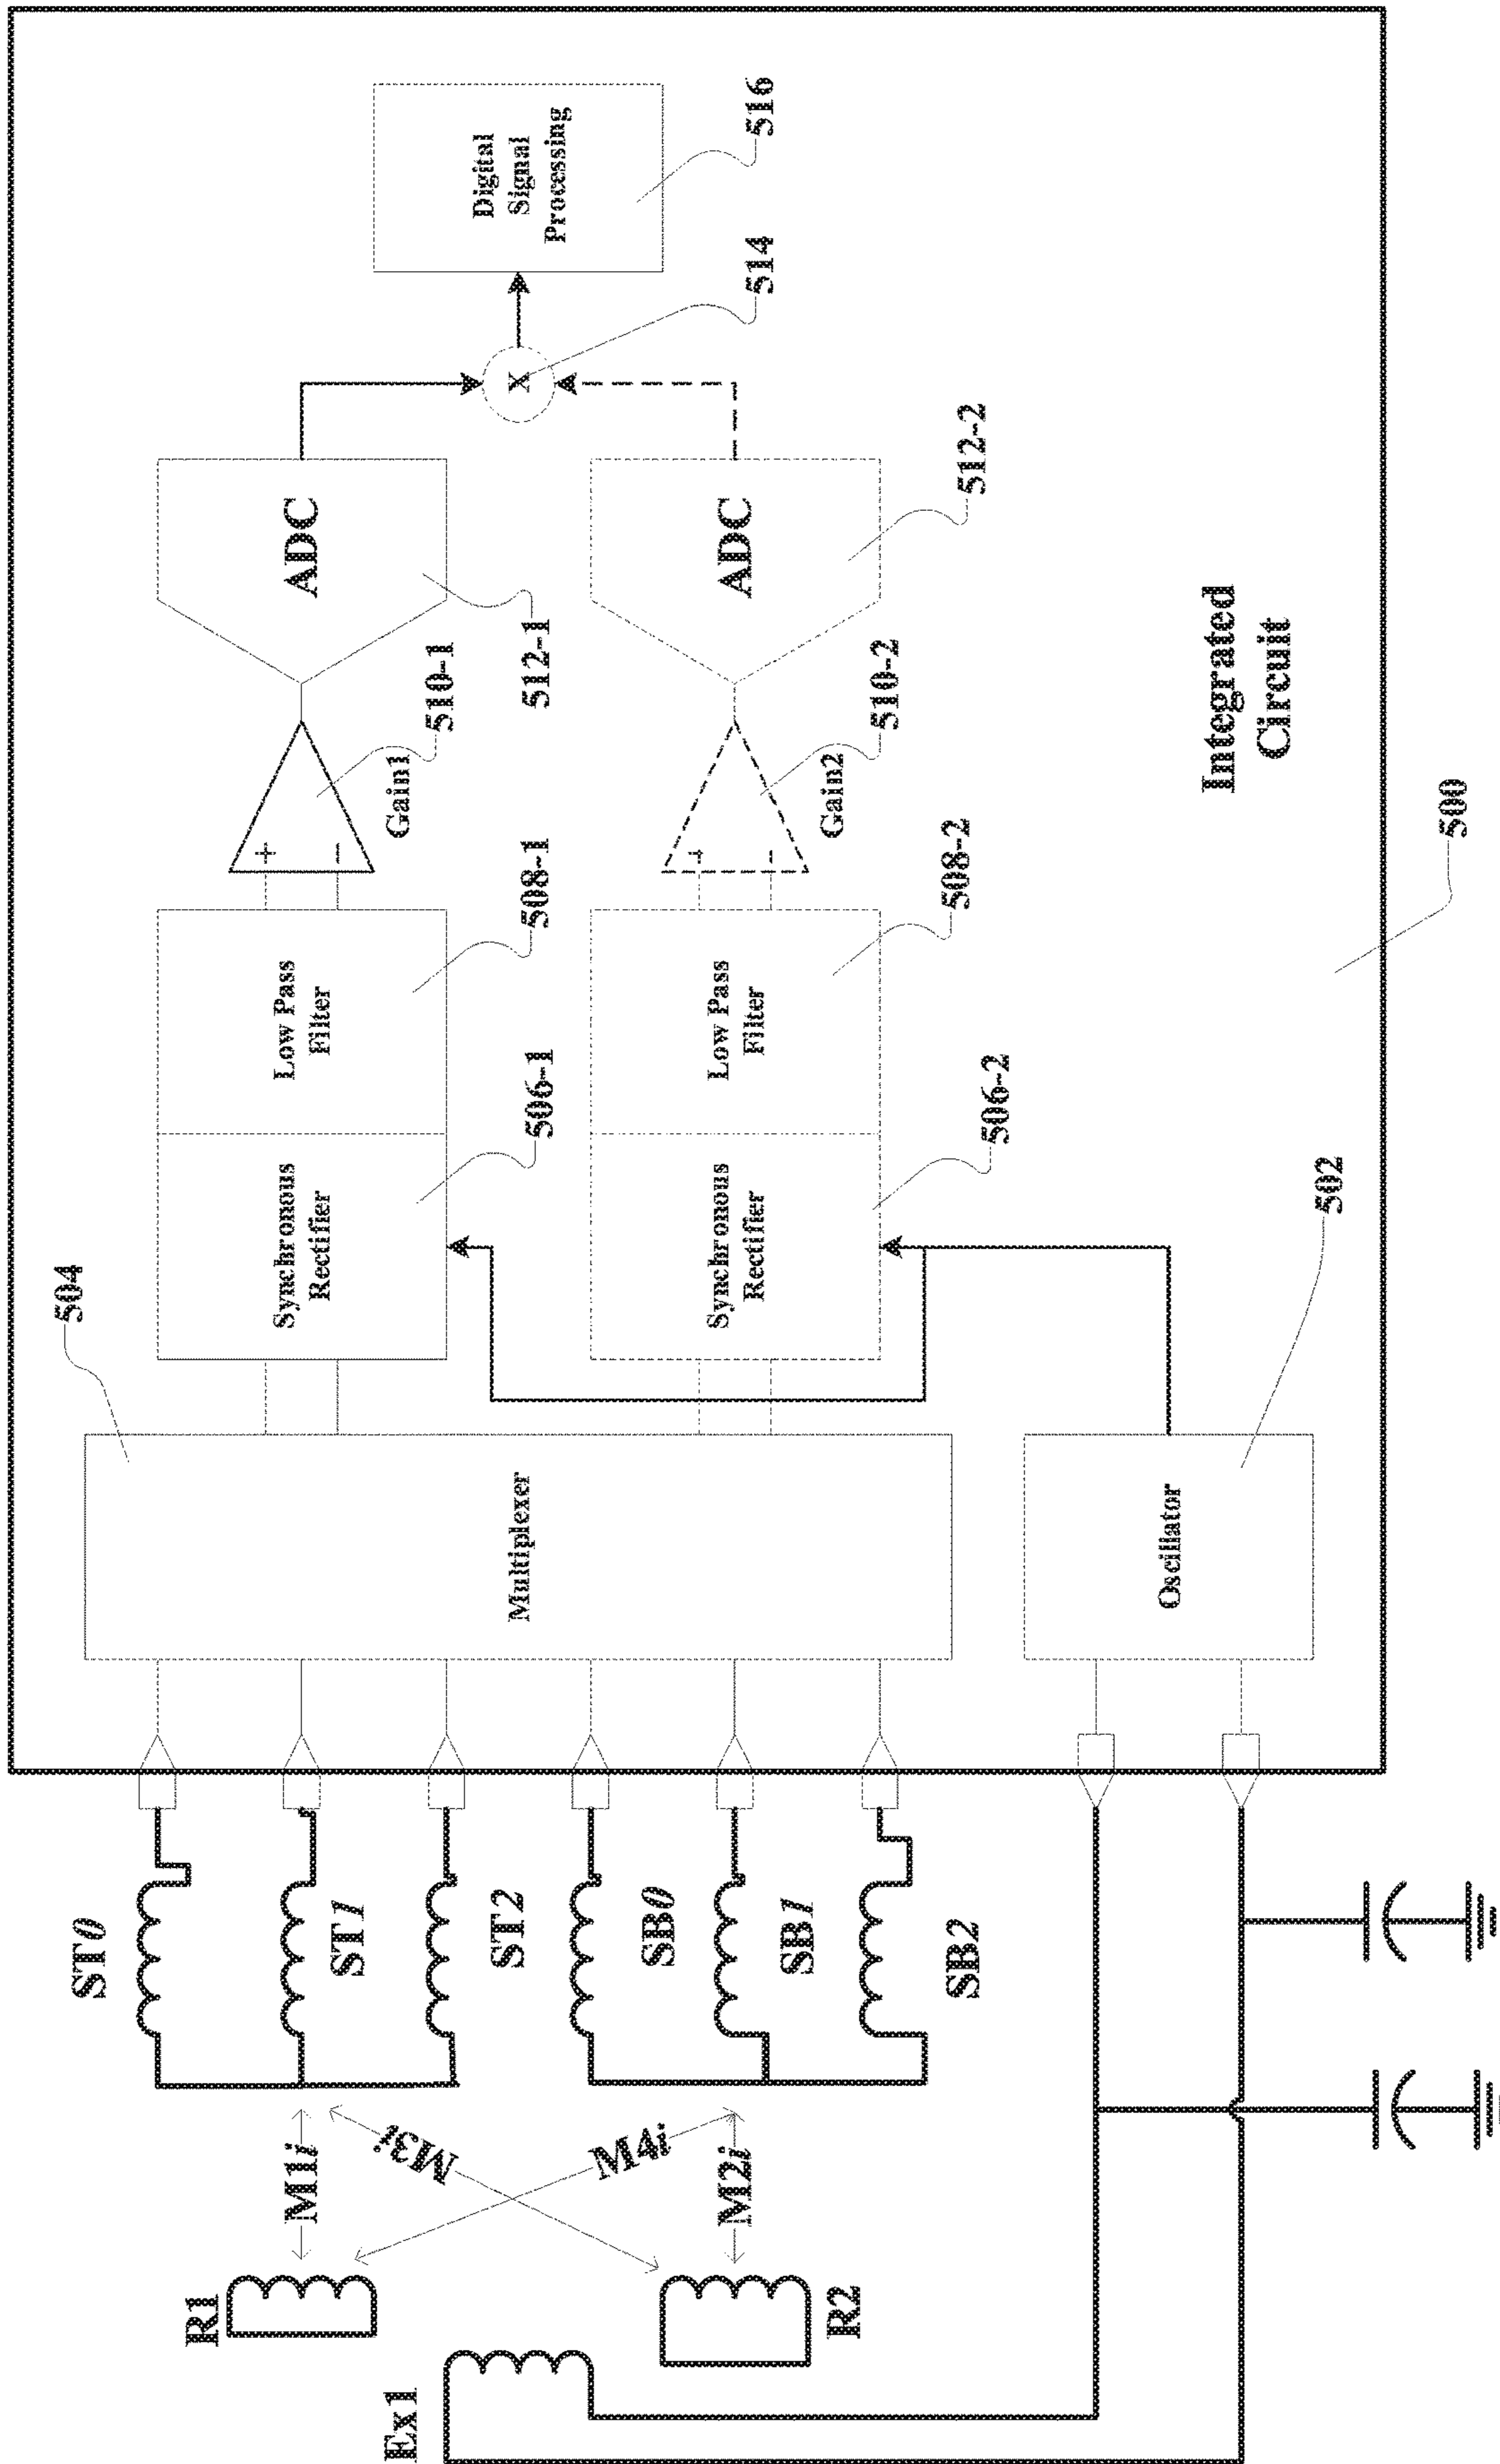 Ex1
R1
R2
M1i
M3i
M4i
M2i
ST0
ST1
ST2
SB0
SB1
SB2
504
Multiplexer
Oscillator
502
Synchronous
Rectifier
506-1
Low Pass
Filter
508-1
+
-
Gain1
510-1
ADC
512-1
Synchronous
Rectifier
506-2
Low Pass
Filter
508-2
+
-
Gain2
510-2
ADC
512-2
X
514
Digital
Signal
Processing
516
Integrated
Circuit
500